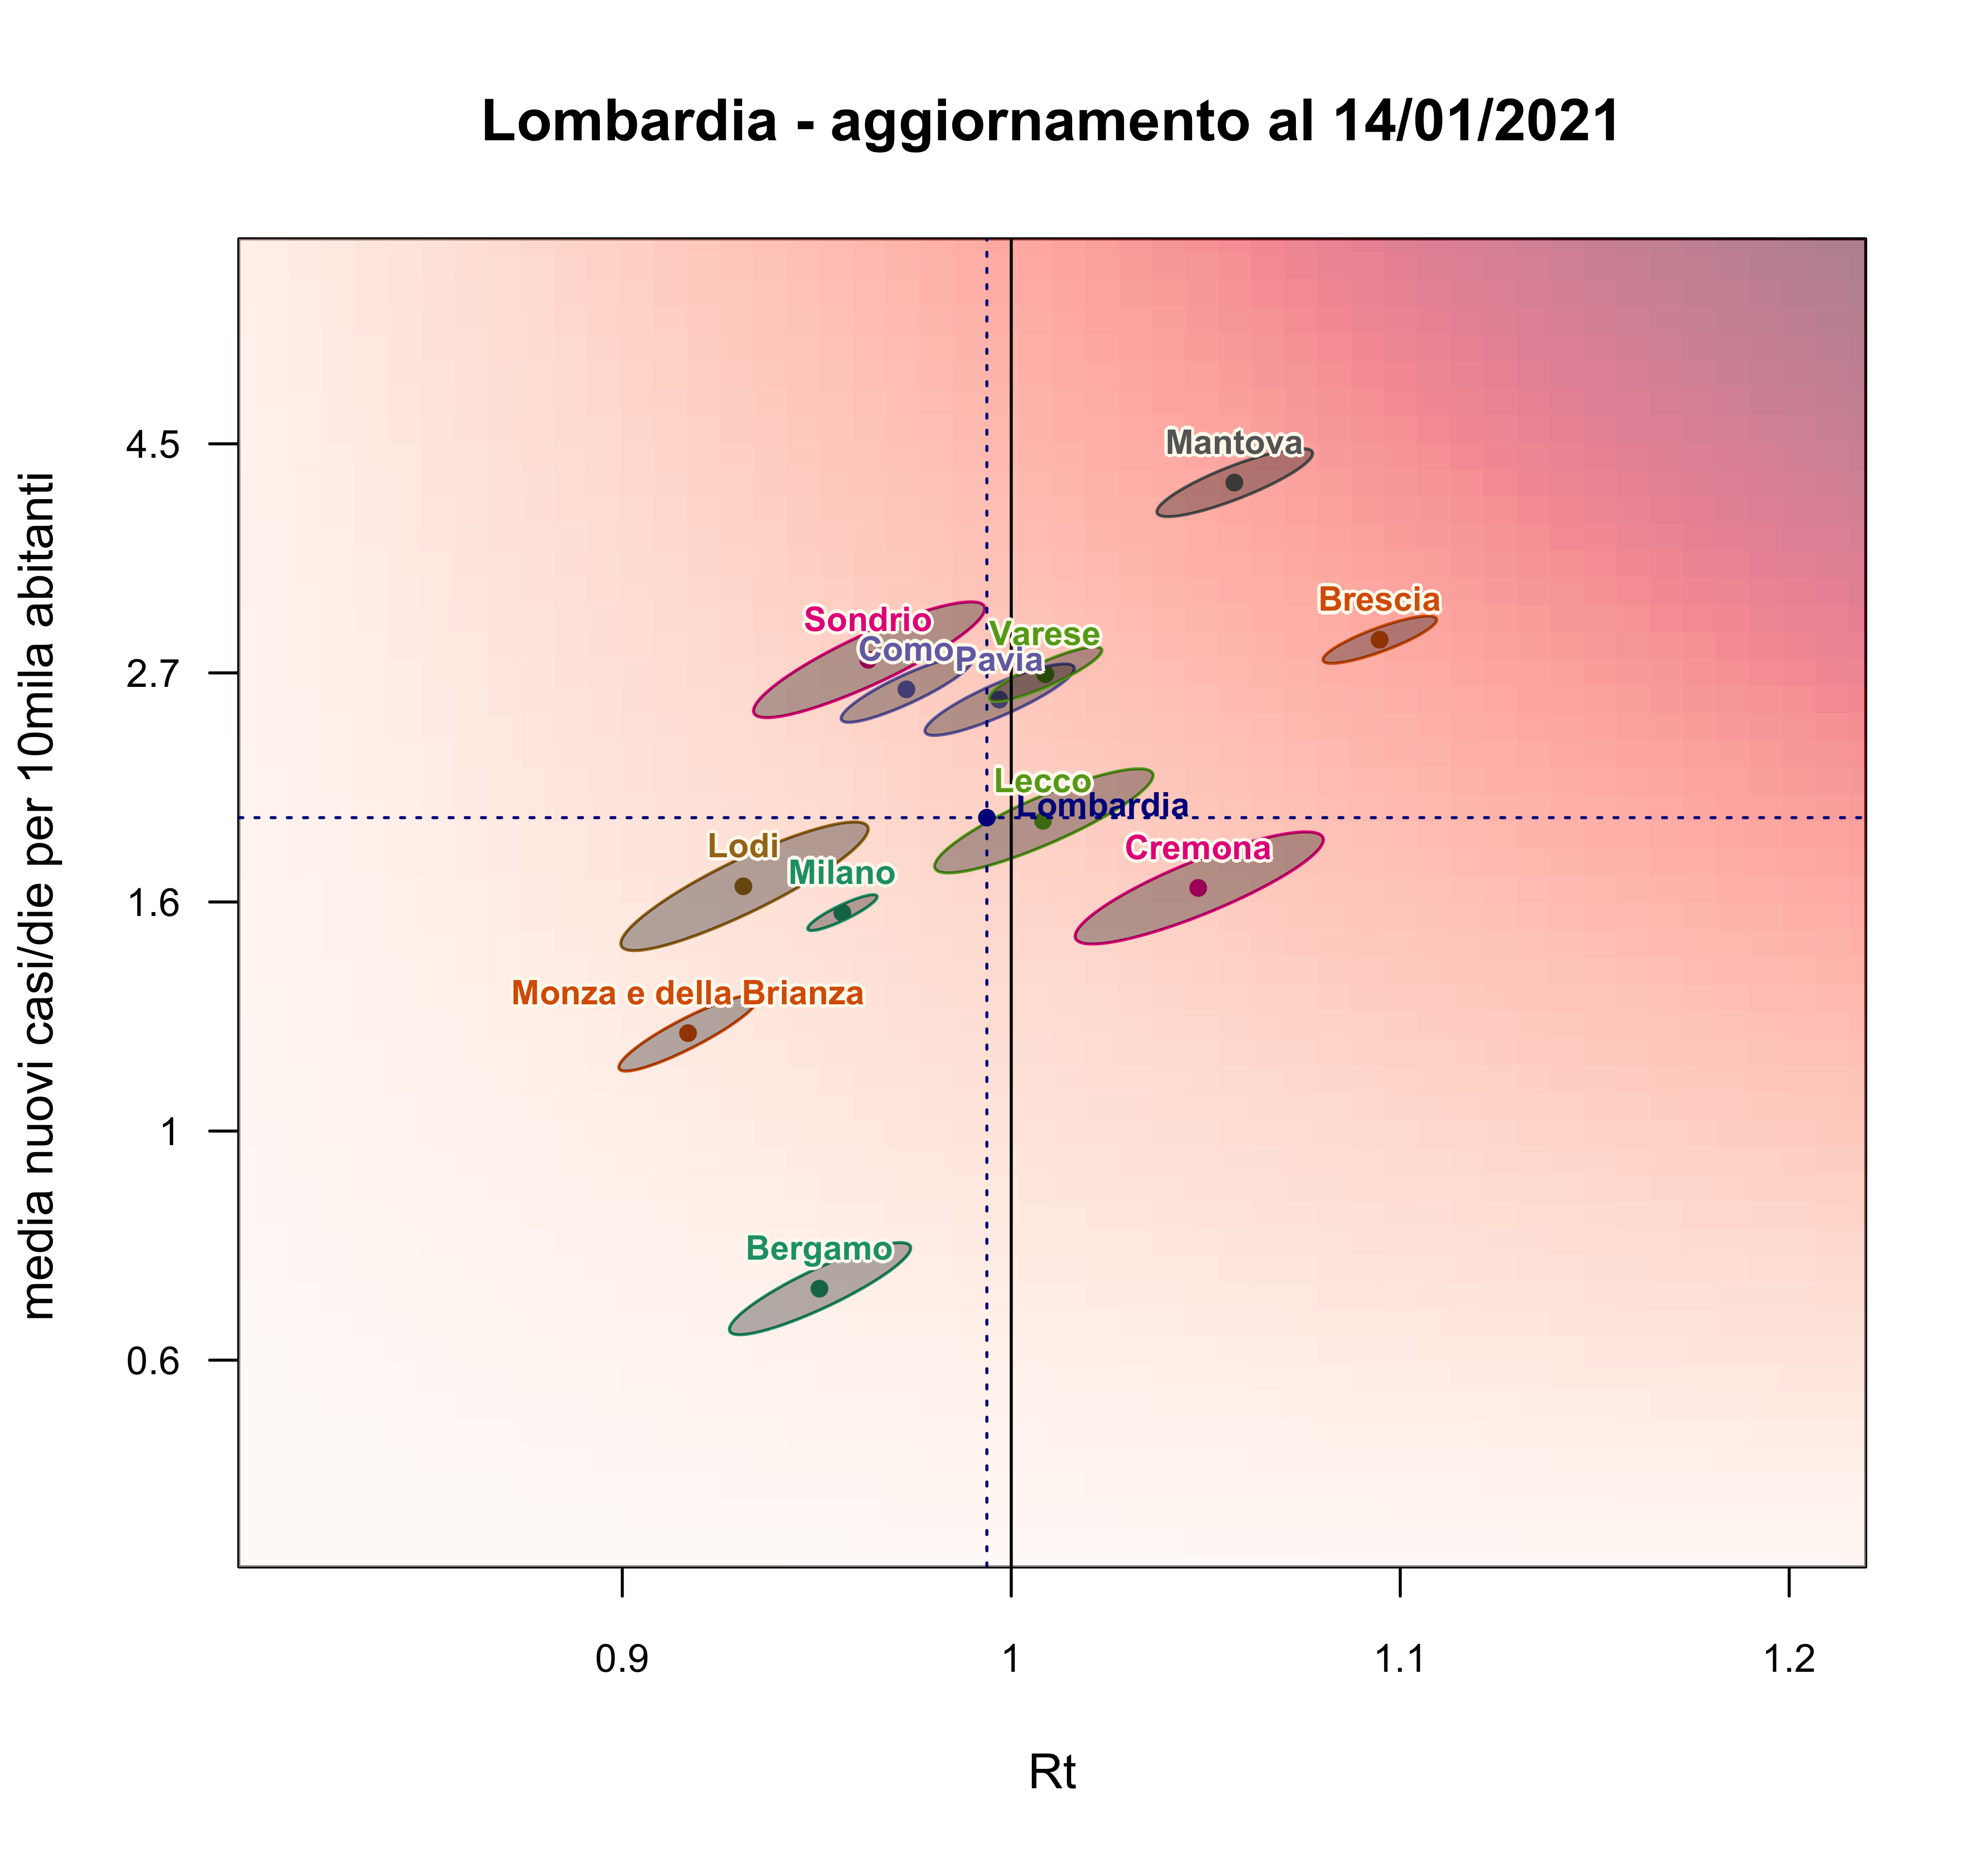 Lombardia - aggiornamento al 14/01/2021
media nuovi casi/die per 10mila abitanti
4.5
2.7
1.6
1
0.6
Mantova
Brescia
Sondrio
Varese
Como
Pavia
Lecco
Lombardia
Lodi
Cremona
Milano
Monza e della Brianza
Bergamo
0.9
1
1.1
1.2
Rt